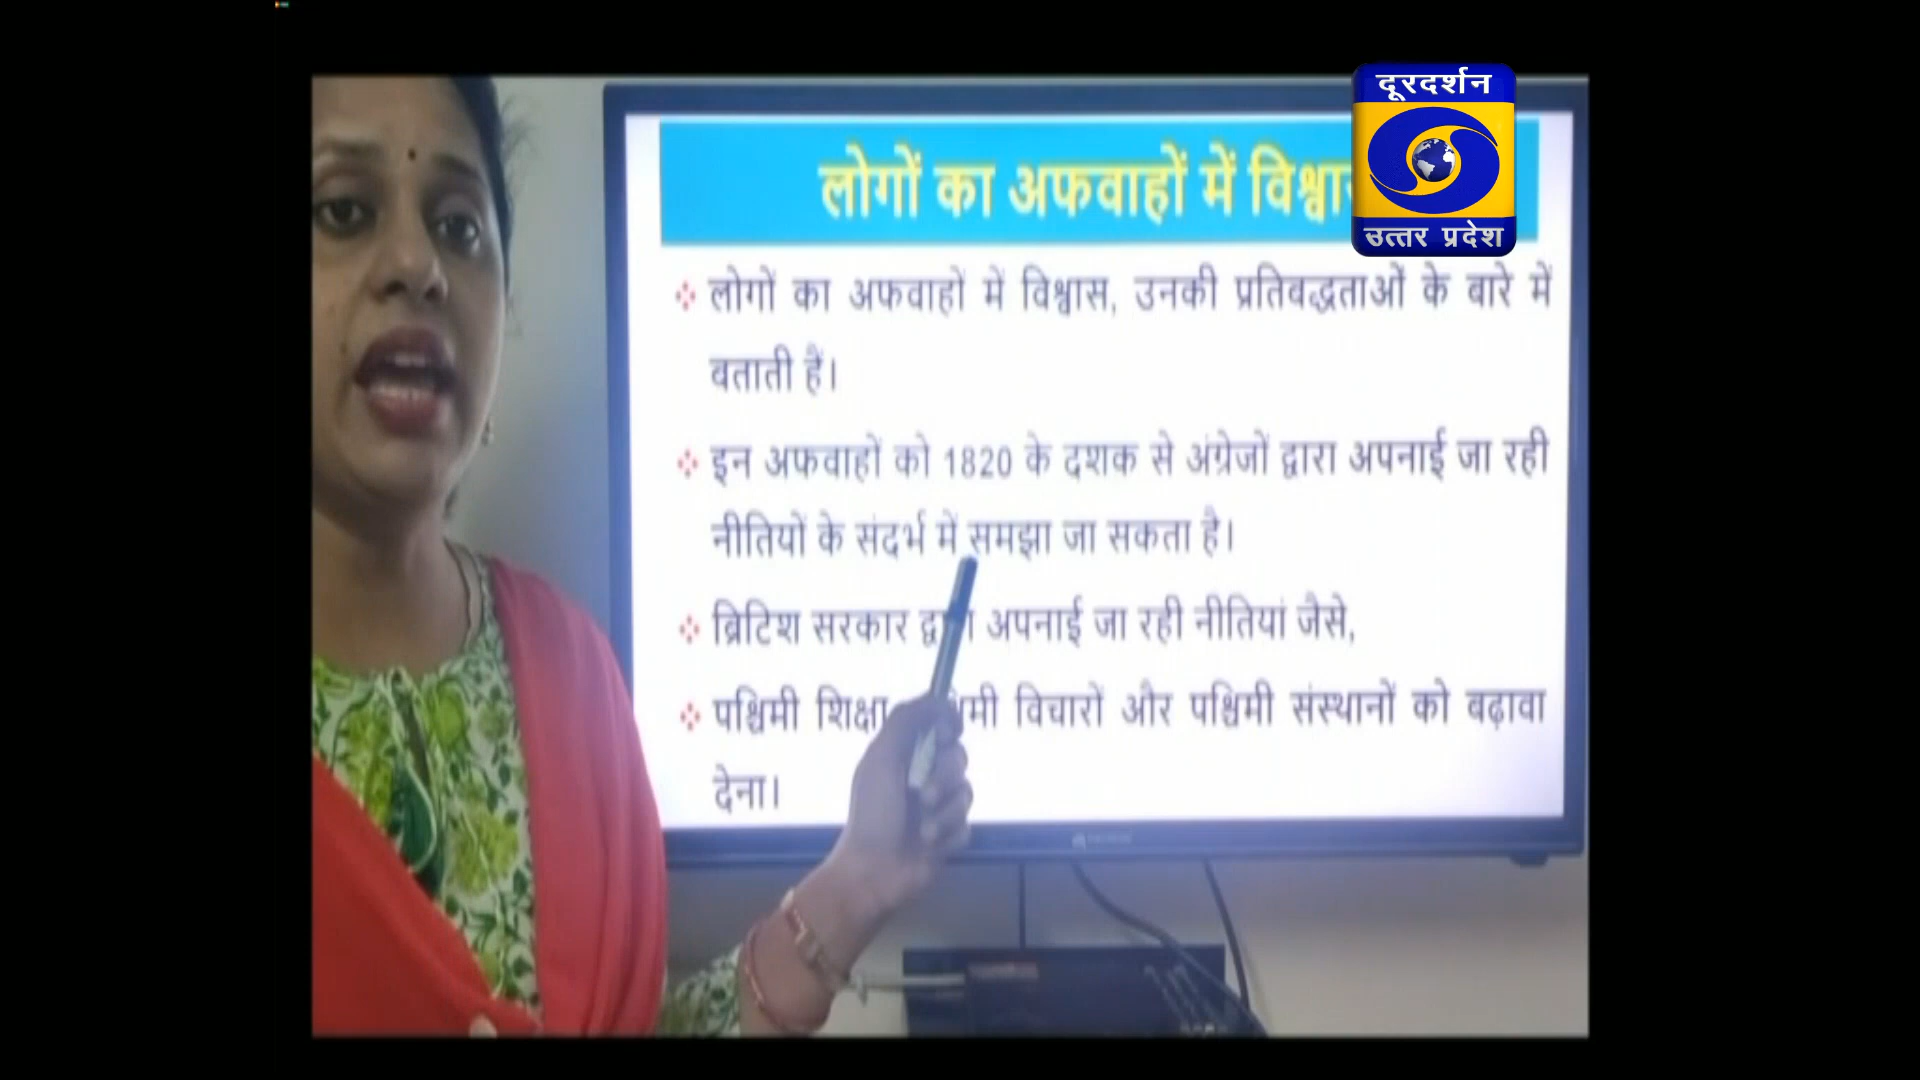 दूरदर्शन
उत्तर प्रदेश
लोगों का अफवाहों में
लोगों का अफवाहों में विश्वास, उनकी प्रतिबद्धताओं के बारे में
बताती हैं।
इन अफवाहों को 1820 के दशक से अंग्रेजों द्वारा अपनाई जा रही
नीतियों के संदर्भ में समझा जा सकता है।
ब्रिटिश सरकार द्वारा अपनाई जा रही नीतियां जैसे,
पश्चिमी शिक्षा, विचारों और पश्चिमी संस्थानों को बढ़ावा
देना।